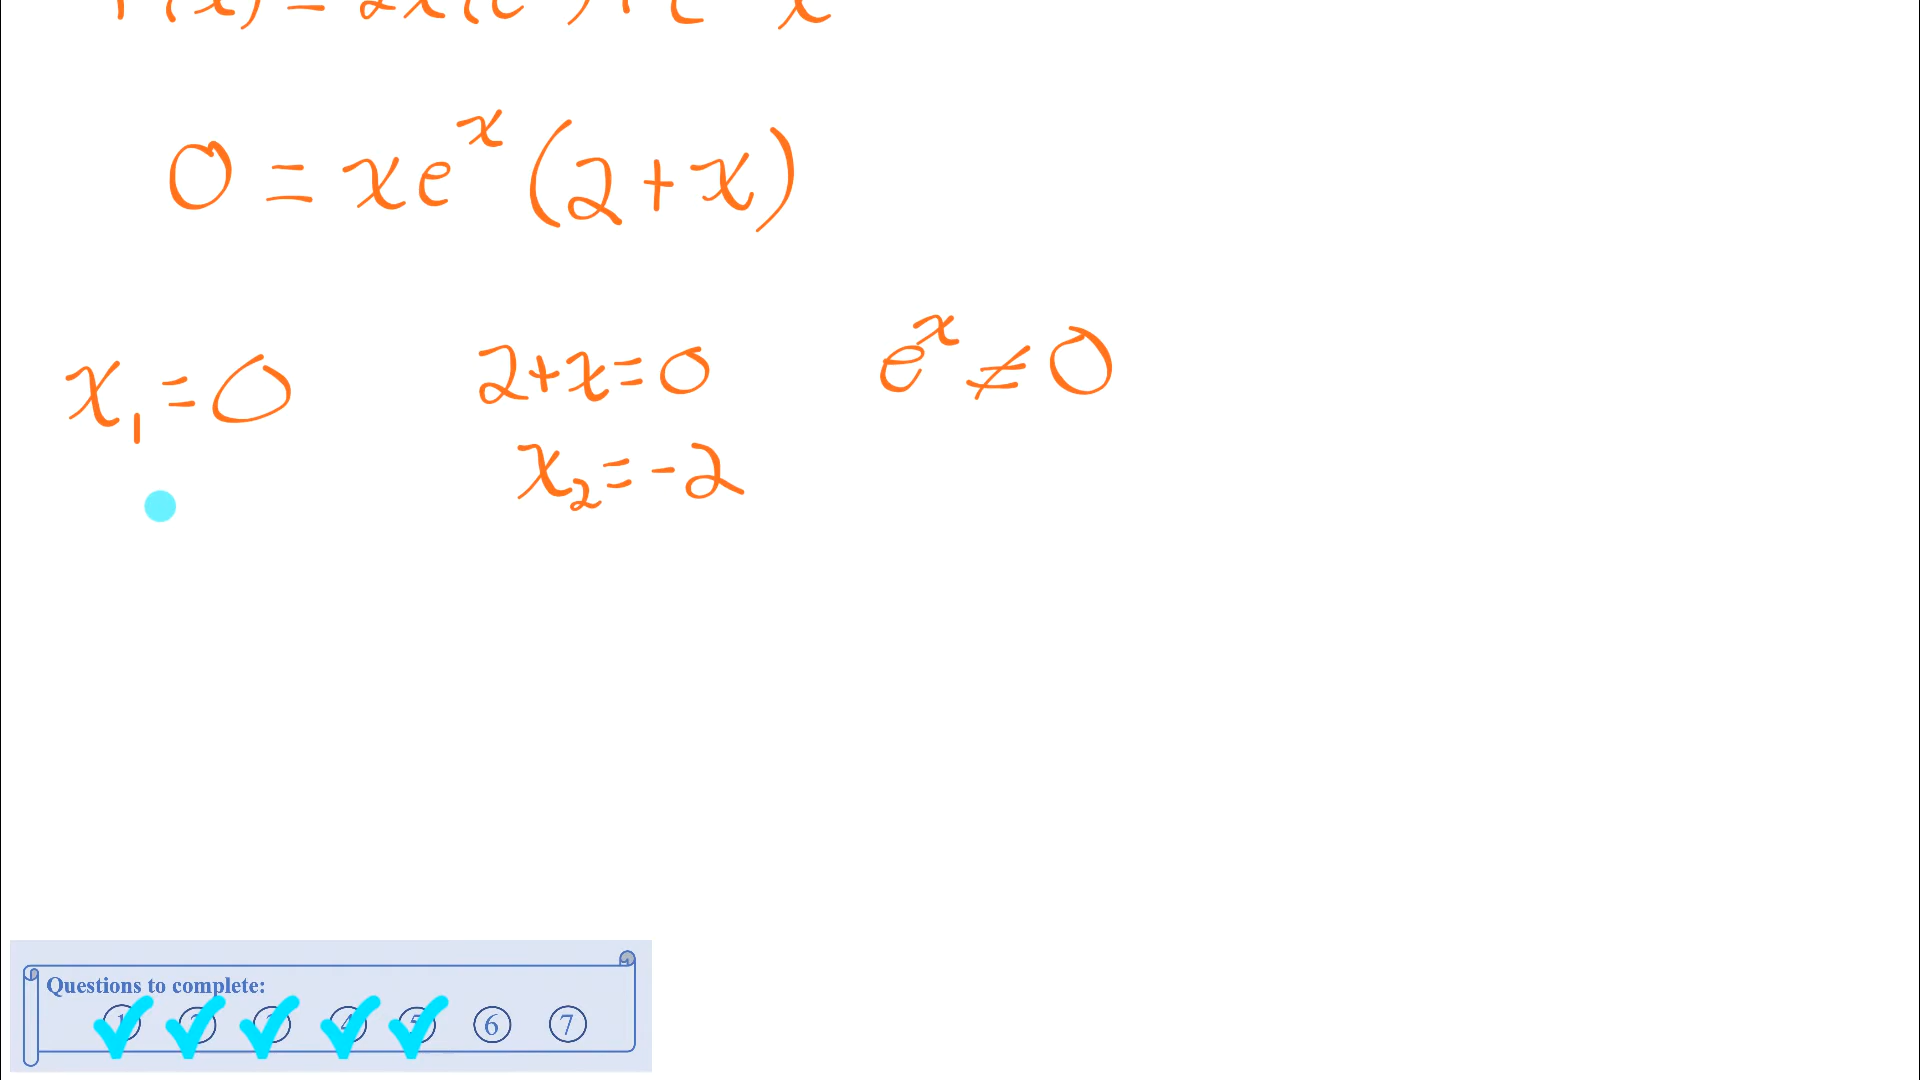 0 = xe^x (2+x)
x₁ = 0 2+x=0 e^x ≠ 0
x₂ = -2
Questions to complete:
6 7